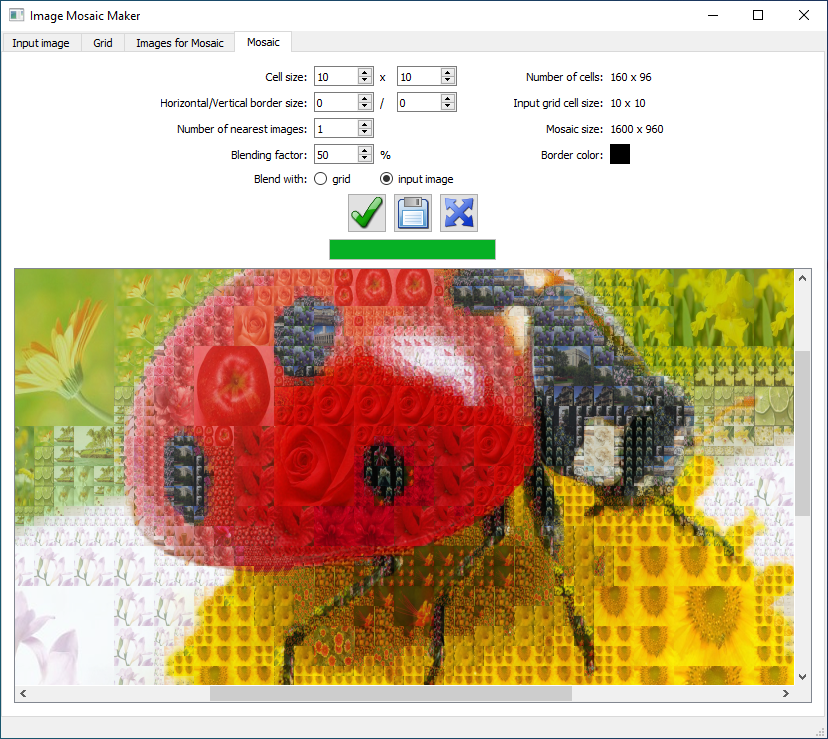 Image Mosaic Maker
Input image Grid Images for Mosaic Mosaic
Cell size: 10 x 10 Number of cells: 160 x 96
Horizontal/Vertical border size: 0 / 0 Input grid cell size: 10 x 10
Number of nearest images: 1 Mosaic size: 1600 x 960
Blending factor: 50 % Border color:
Blend with: grid input image